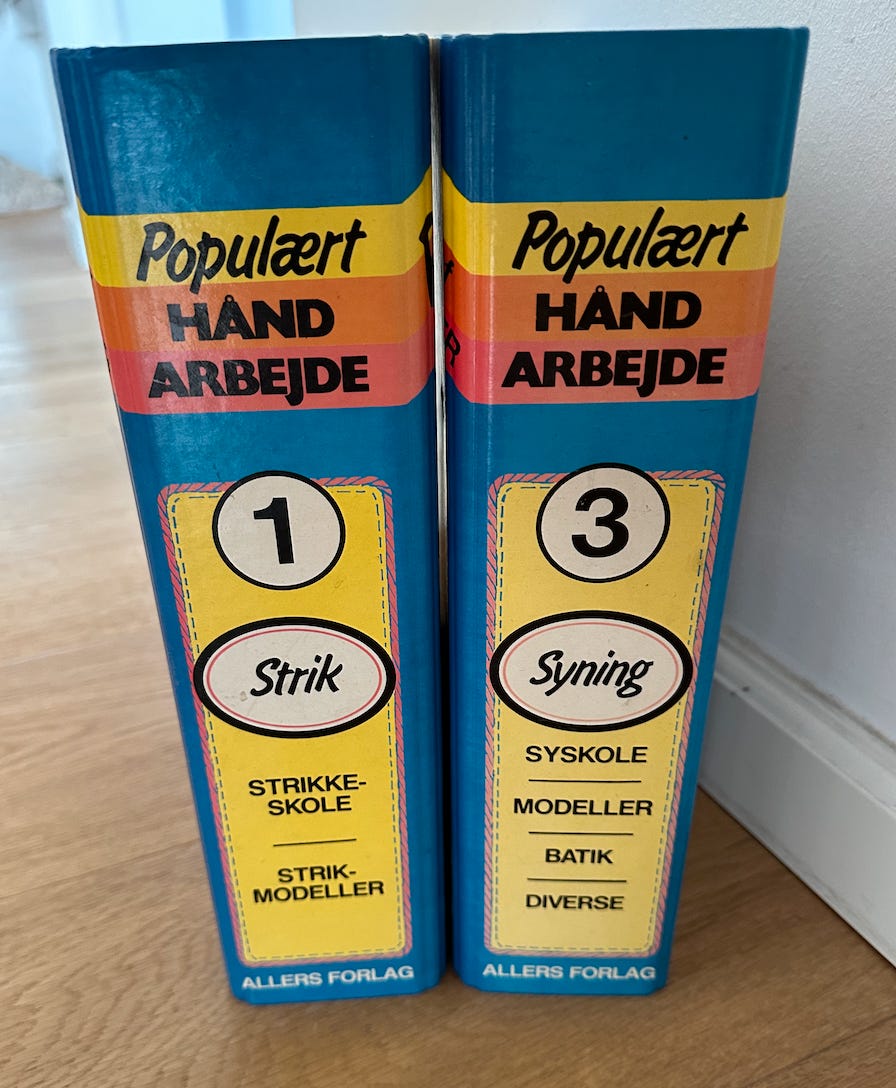 Populært
HÅND
ARBEJDE
1
Strik
STRIKKE-
SKOLE
STRIK-
MODELLER
ALLERS FORLAG
Populært
HÅND
ARBEJDE
3
Syning
SYSKOLE
MODELLER
BATIK
DIVERSE
ALLERS FORLAG